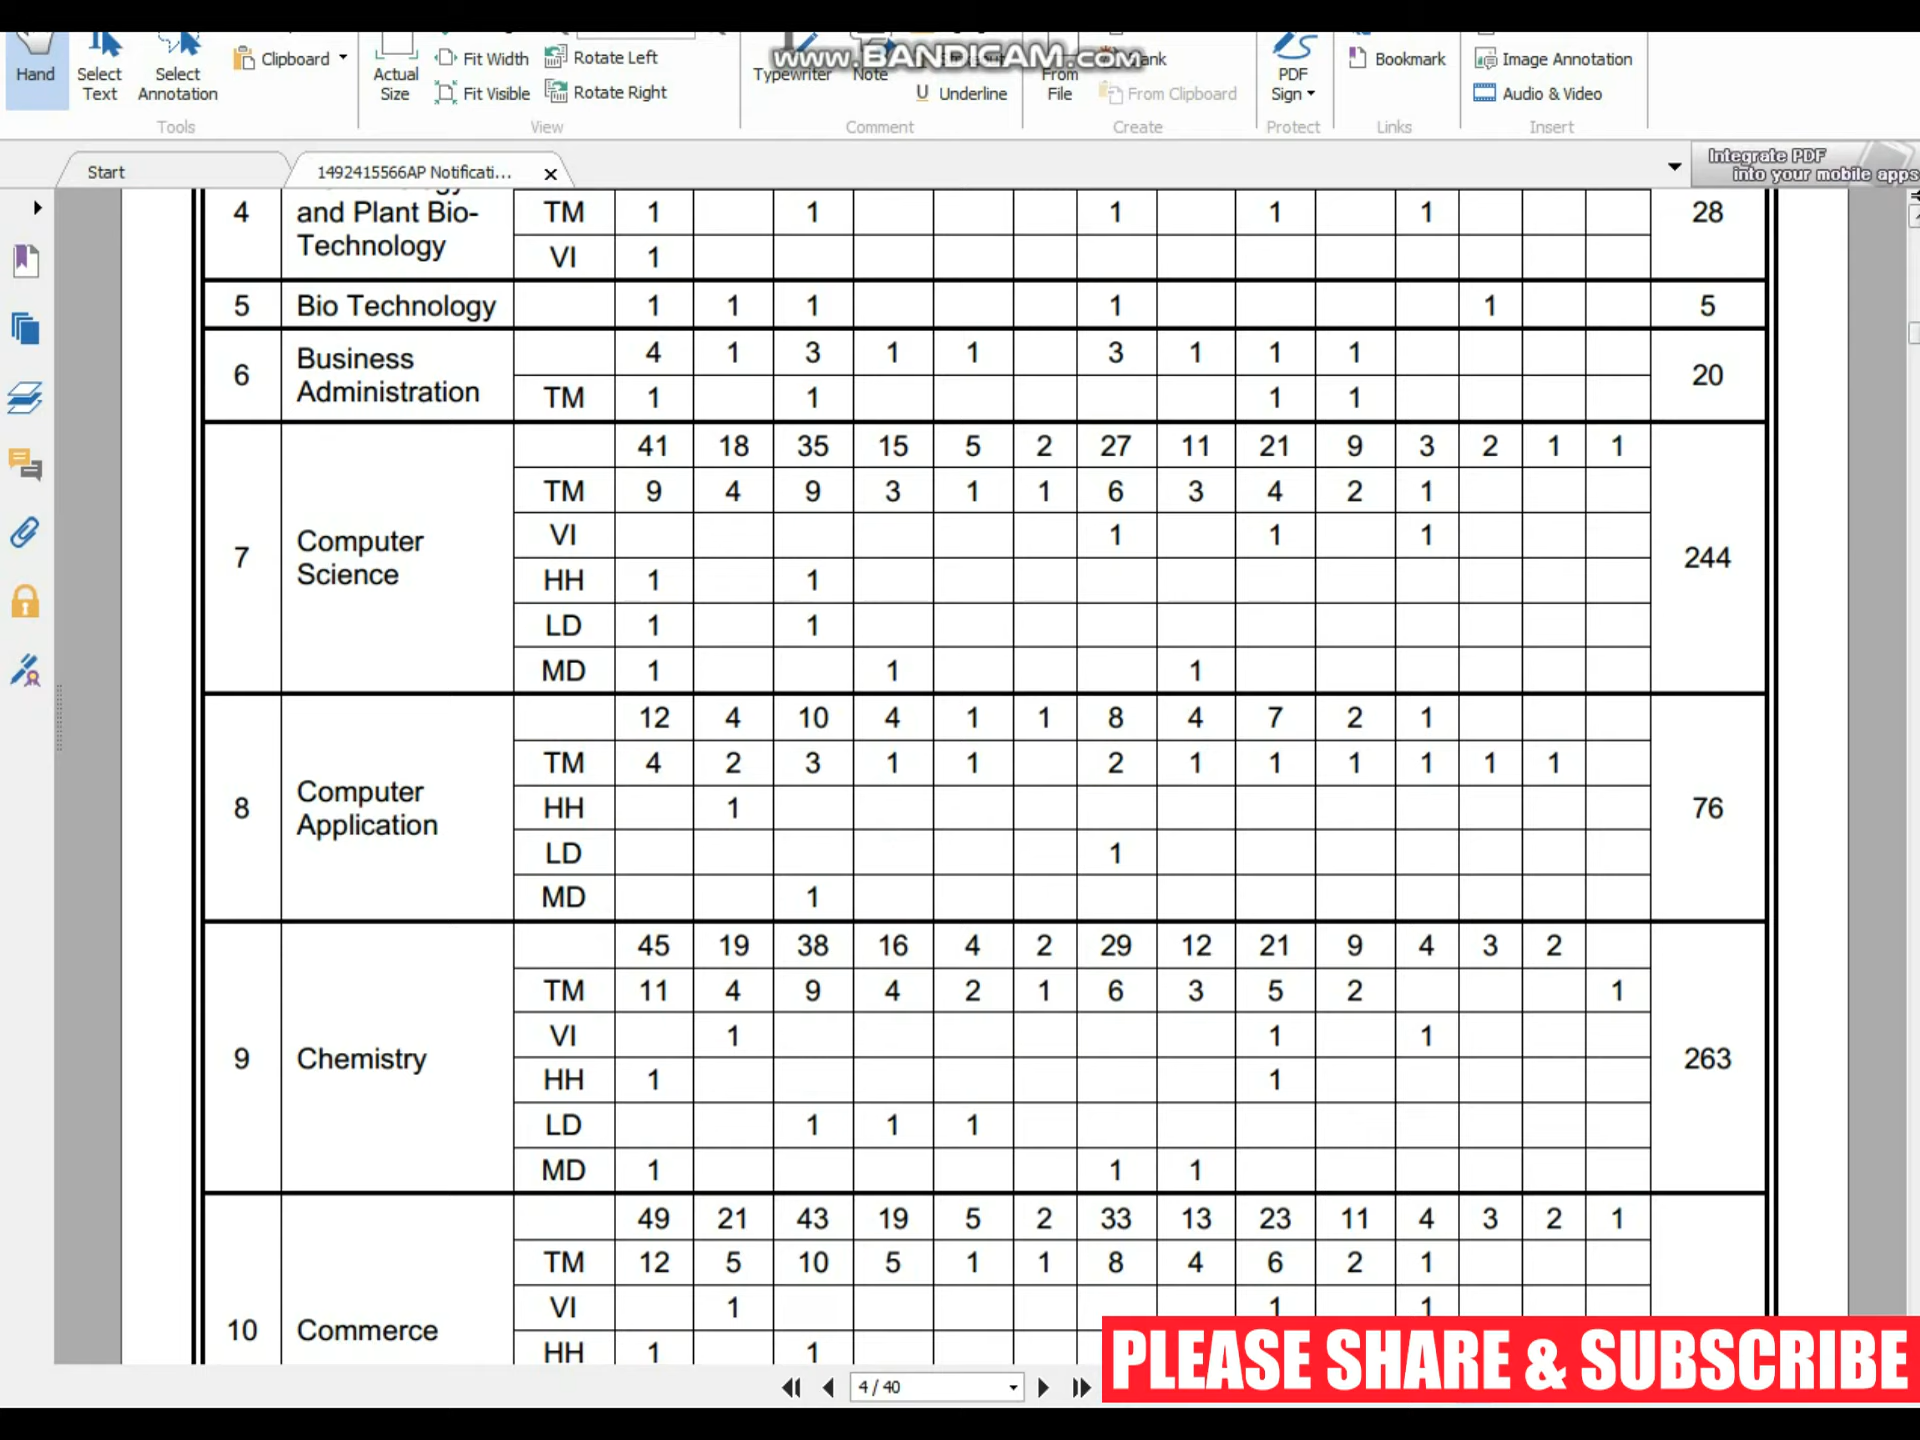 www.BANDICAM.com
Hand
Select Text
Select Annotation
Clipboard
Tools
Actual Size
Fit Width
Fit Visible
Rotate Left
Rotate Right
View
Typewriter
Note
Underline
Comment
From File
From Clipboard
Create
PDF Sign
Protect
Bookmark
Links
Image Annotation
Audio & Video
Insert
Start
1492415566AP Notificati...
Integrate PDF
into your mobile apps
4 and Plant Bio- TM 1 1 1 1 1 28
Technology VI 1
5 Bio Technology 1 1 1 1 1 5
6 Business Administration 4 1 3 1 1 3 1 1 1 20
TM 1 1 1 1
7 Computer Science 41 18 35 15 5 2 27 11 21 9 3 2 1 1 244
TM 9 4 9 3 1 1 6 3 4 2 1
VI 1 1 1
HH 1 1
LD 1 1
MD 1 1 1
8 Computer Application 12 4 10 4 1 1 8 4 7 2 1 76
TM 4 2 3 1 1 2 1 1 1 1 1 1
HH 1
LD 1
MD 1
9 Chemistry 45 19 38 16 4 2 29 12 21 9 4 3 2 263
TM 11 4 9 4 2 1 6 3 5 2 1
VI 1 1 1
HH 1 1
LD 1 1 1
MD 1 1 1
10 Commerce 49 21 43 19 5 2 33 13 23 11 4 3 2 1
TM 12 5 10 5 1 1 8 4 6 2 1
VI 1 1 1
HH 1 1
4 / 40
PLEASE SHARE & SUBSCRIBE